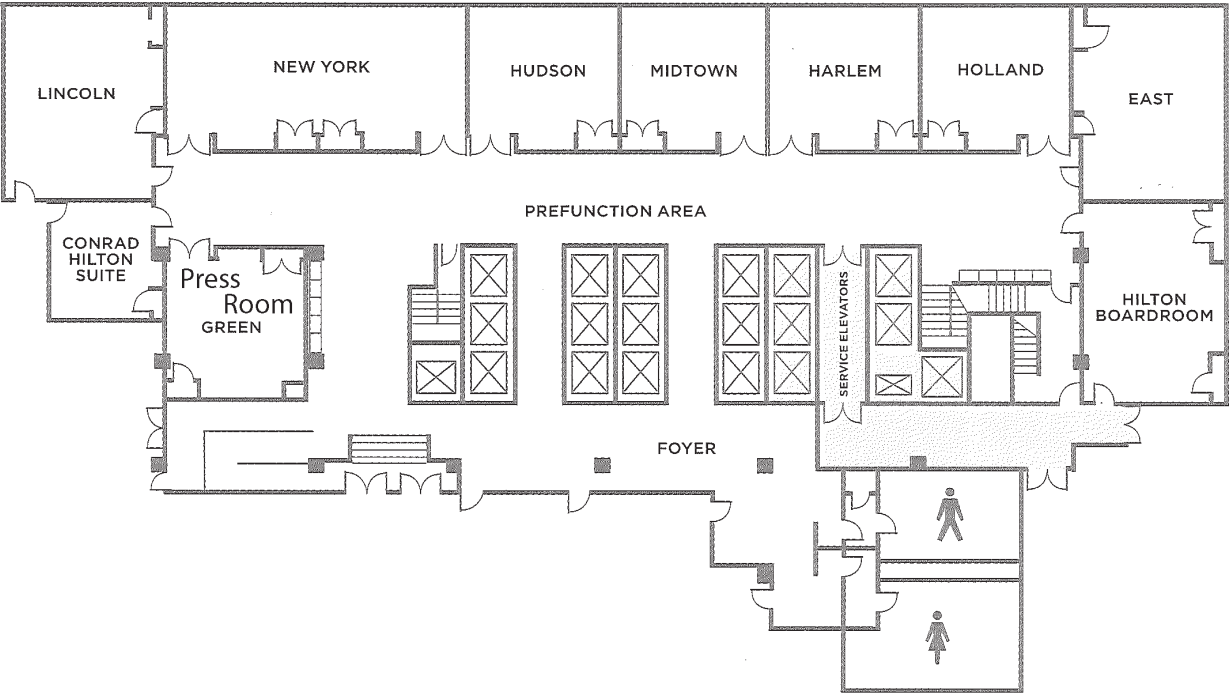 NEW YORK
HUDSON
MIDTOWN
HARLEM
HOLLAND
LINCOLN
EAST
PREFUNCTION AREA
CONRAD
HILTON
SUITE
Press
Room
GREEN
SERVICE ELEVATORS
HILTON
BOARDROOM
FOYER